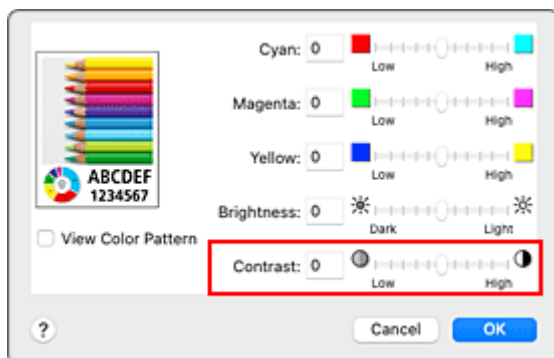 Cyan: 0
Low High
Magenta: 0
Low High
Yellow: 0
Low High
ABCDEF
1234567
Brightness: 0
Dark Light
View Color Pattern
Contrast: 0
Low High
? Cancel OK